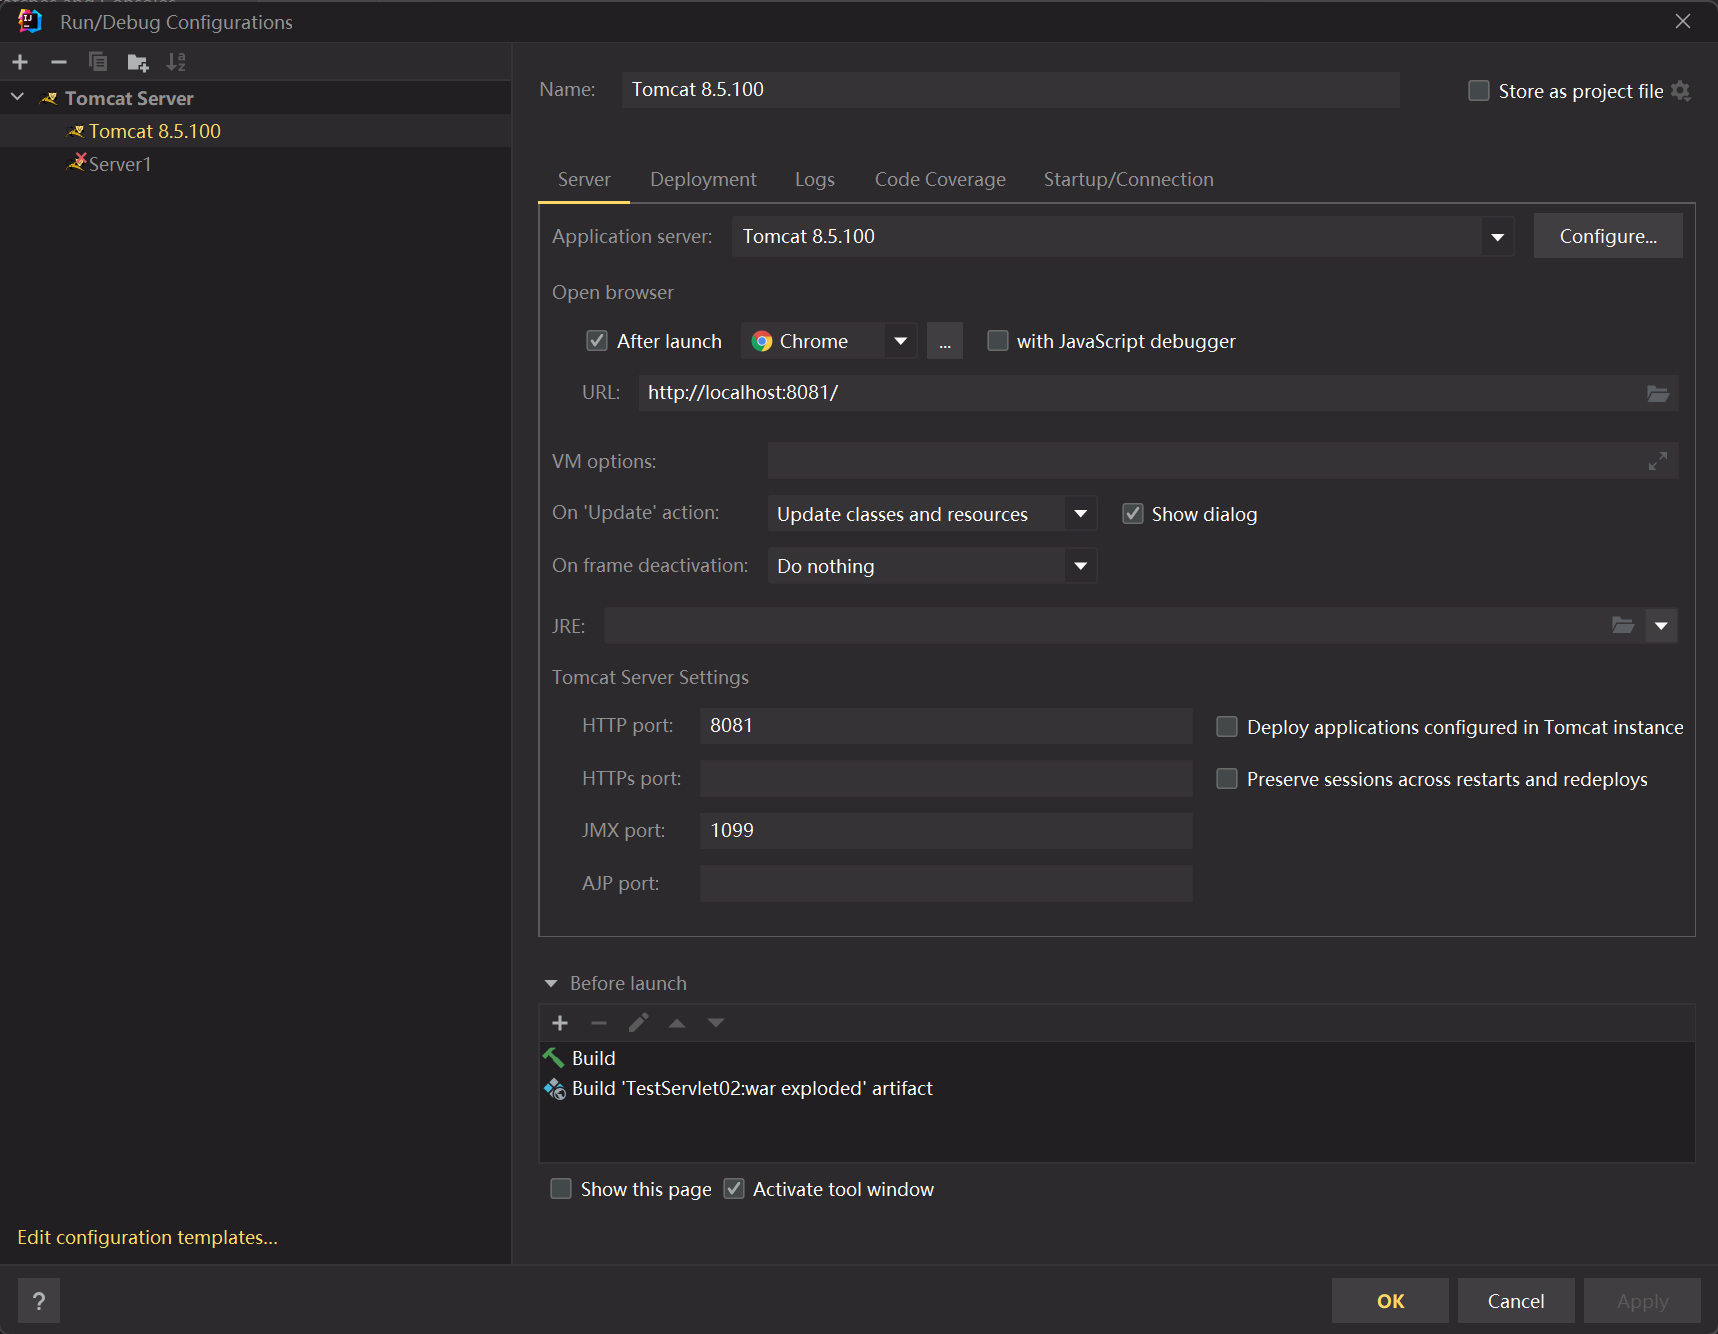 Run/Debug Configurations
Tomcat Server
Tomcat 8.5.100
Server1
Edit configuration templates...
Name: Tomcat 8.5.100 Store as project file
Server Deployment Logs Code Coverage Startup/Connection
Application server: Tomcat 8.5.100 Configure...
Open browser
After launch Chrome ... with JavaScript debugger
URL: http://localhost:8081/
VM options:
On 'Update' action: Update classes and resources Show dialog
On frame deactivation: Do nothing
JRE:
Tomcat Server Settings
HTTP port: 8081 Deploy applications configured in Tomcat instance
HTTPs port: Preserve sessions across restarts and redeploys
JMX port: 1099
AJP port:
Before launch
Build
Build 'TestServlet02:war exploded' artifact
Show this page Activate tool window
? OK Cancel Apply